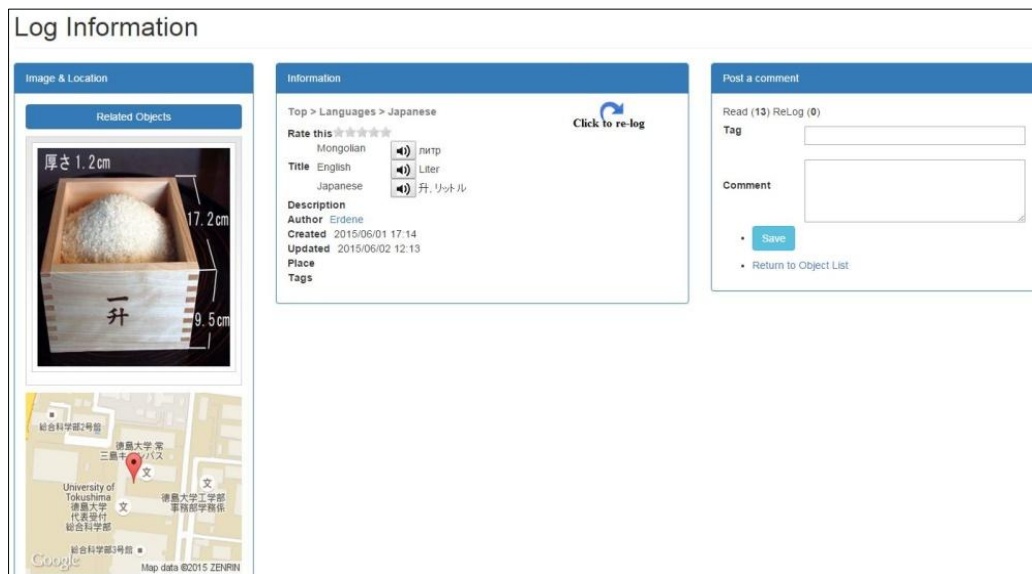 Log Information
Image & Location
Related Objects
厚さ1.2cm
17.2cm
一升
9.5cm
総合科学部2号館
徳島大学 常
三島キャンパス
文
University of
Tokushima
徳島大学
代表受付
総合科学部
文
文
徳島大学工学部
事務部学務係
総合科学部3号館
Google
Map data ©2015 ZENRIN
Information
Top > Languages > Japanese
Click to re-log
Rate this
Mongolian литр
Title English Liter
Japanese 升, リットル
Description
Author Erdene
Created 2015/06/01 17:14
Updated 2015/06/02 12:13
Place
Tags
Post a comment
Read (13) ReLog (0)
Tag
Comment
Save
Return to Object List